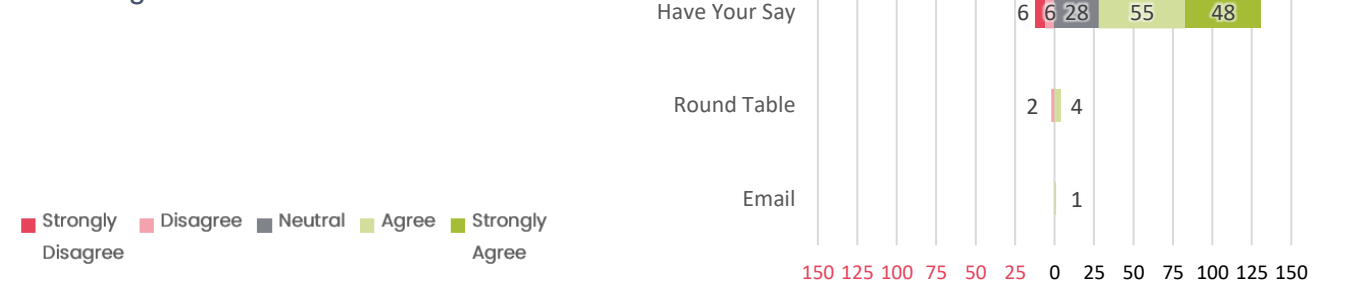 Have Your Say 6 6 28 55 48
Round Table 2 4
Email 1
Strongly Disagree Neutral Agree Strongly
Disagree Agree
150 125 100 75 50 25 0 25 50 75 100 125 150